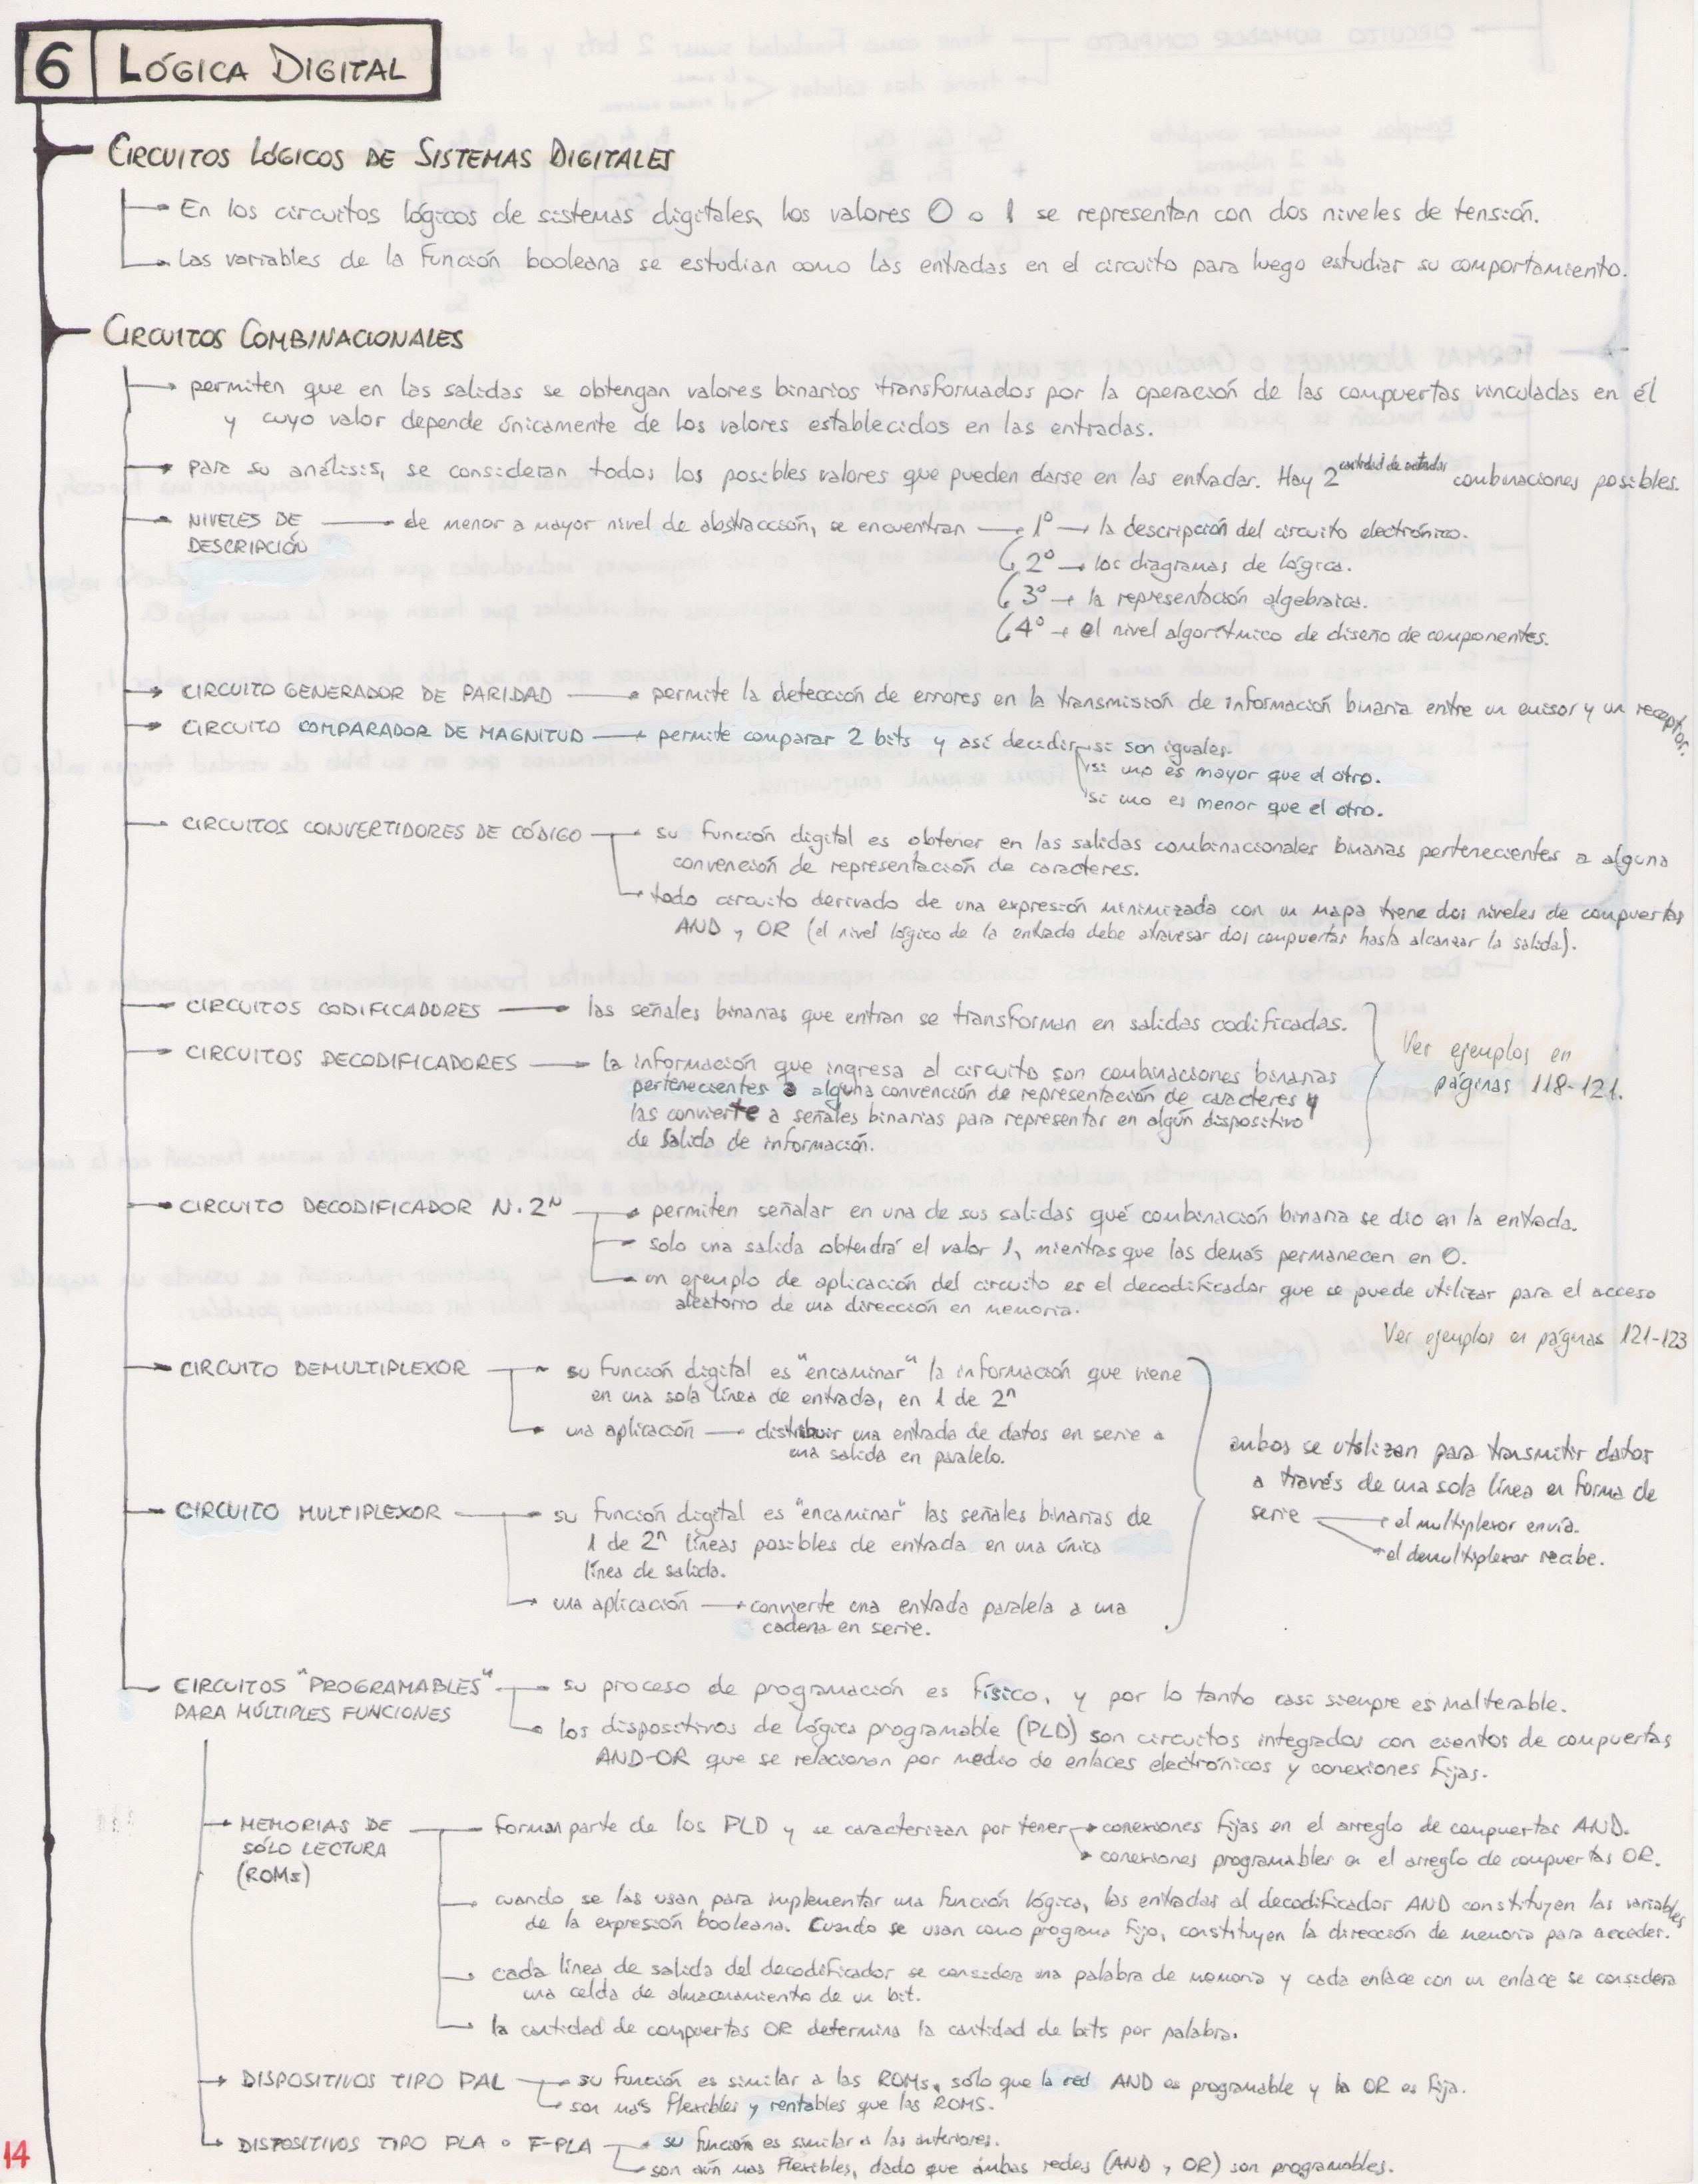 6 LÓGICA DIGITAL
CIRCUITOS LÓGICOS DE SISTEMAS DIGITALES
En los circuitos lógicos de sistemas digitales, los valores 0 o 1 se representan con dos niveles de tensión.
Las variables de la función booleana se estudian como las entradas en el circuito para luego estudiar su comportamiento.
CIRCUITOS COMBINACIONALES
permiten que en las salidas se obtengan valores binarios transformados por la operación de las compuertas vinculadas en él
y cuyo valor depende únicamente de los valores establecidos en las entradas.
para su análisis, se consideran todos los posibles valores que pueden darse en las entradas. Hay 2^cantidad de entradas combinaciones posibles.
NIVELES DE DESCRIPCIÓN → de menor a mayor nivel de abstracción, se encuentran → 1º → la descripción del circuito electrónico.
2º → los diagramas de lógica.
3º → la representación algebraica.
4º → el nivel algorítmico de diseño de componentes.
CIRCUITO GENERADOR DE PARIDAD → permite la detección de errores en la transmisión de información binaria entre un emisor y un receptor.
CIRCUITO COMPARADOR DE MAGNITUD → permite comparar 2 bits y así decidir si son iguales.
si uno es mayor que el otro.
si uno es menor que el otro.
CIRCUITOS CONVERTIDORES DE CÓDIGO → su función digital es obtener en las salidas combinacionales binarias pertenecientes a alguna
convención de representación de caracteres.
todo circuito derivado de una expresión minimizada con un mapa tiene dos niveles de compuertas
AND y OR (el nivel lógico de la entrada debe atravesar dos compuertas hasta alcanzar la salida).
CIRCUITOS CODIFICADORES → las señales binarias que entran se transforman en salidas codificadas.
CIRCUITOS DECODIFICADORES → la información que ingresa al circuito son combinaciones binarias
pertenecientes a alguna convención de representación de caracteres y
las convierte a señales binarias para representar en algún dispositivo
de salida de información.
Ver ejemplos en
páginas 118-121.
CIRCUITO DECODIFICADOR N.2^N → permiten señalar en una de sus salidas qué combinación binaria se dio en la entrada.
solo una salida obtendrá el valor 1, mientras que las demás permanecen en 0.
un ejemplo de aplicación del circuito es el decodificador que se puede utilizar para el acceso
aleatorio de una dirección en memoria.
Ver ejemplos en páginas 121-123
CIRCUITO DEMULTIPLEXOR → su función digital es "encaminar" la información que viene
en una sola línea de entrada, en 1 de 2^n
una aplicación → distribuir una entrada de datos en serie a
una salida en paralelo.
CIRCUITO MULTIPLEXOR → su función digital es "encaminar" las señales binarias de
1 de 2^n líneas posibles de entrada en una única
línea de salida.
una aplicación → convierte una entrada paralela a una
cadena en serie.
ambos se utilizan para transmitir datos
a través de una sola línea en forma de
serie → el multiplexor envía.
el demultiplexor recibe.
CIRCUITOS "PROGRAMABLES" → su proceso de programación es físico, y por lo tanto casi siempre es inalterable.
PARA MÚLTIPLES FUNCIONES
los dispositivos de lógica programable (PLD) son circuitos integrados con cientos de compuertas
AND-OR que se relacionan por medio de enlaces electrónicos y conexiones fijas.
MEMORIAS DE SÓLO LECTURA (ROMs) → forman parte de los PLD y se caracterizan por tener → conexiones fijas en el arreglo de compuertas AND.
conexiones programables en el arreglo de compuertas OR.
cuando se las usan para implementar una función lógica, las entradas al decodificador AND constituyen las variables
de la expresión booleana. Cuando se usan como programa fijo, constituyen la dirección de memoria para acceder.
cada línea de salida del decodificador se considera una palabra de memoria y cada enlace con un enlace se considera
una celda de almacenamiento de un bit.
la cantidad de compuertas OR determina la cantidad de bits por palabra.
DISPOSITIVOS TIPO PAL → su función es similar a las ROMs, sólo que la red AND es programable y la OR es fija.
son más flexibles y rentables que las ROMS.
DISPOSITIVOS TIPO PLA o F-PLA → su función es similar a las anteriores.
son aún más flexibles, dado que ambas redes (AND y OR) son programables.
14